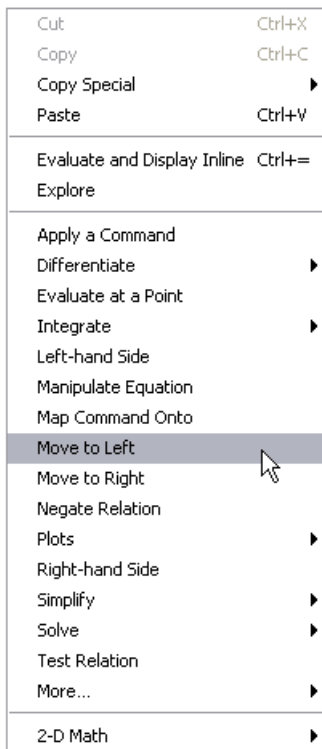 Cut Ctrl+X
Copy Ctrl+C
Copy Special
Paste Ctrl+V
Evaluate and Display Inline Ctrl+=
Explore
Apply a Command
Differentiate
Evaluate at a Point
Integrate
Left-hand Side
Manipulate Equation
Map Command Onto
Move to Left
Move to Right
Negate Relation
Plots
Right-hand Side
Simplify
Solve
Test Relation
More...
2-D Math